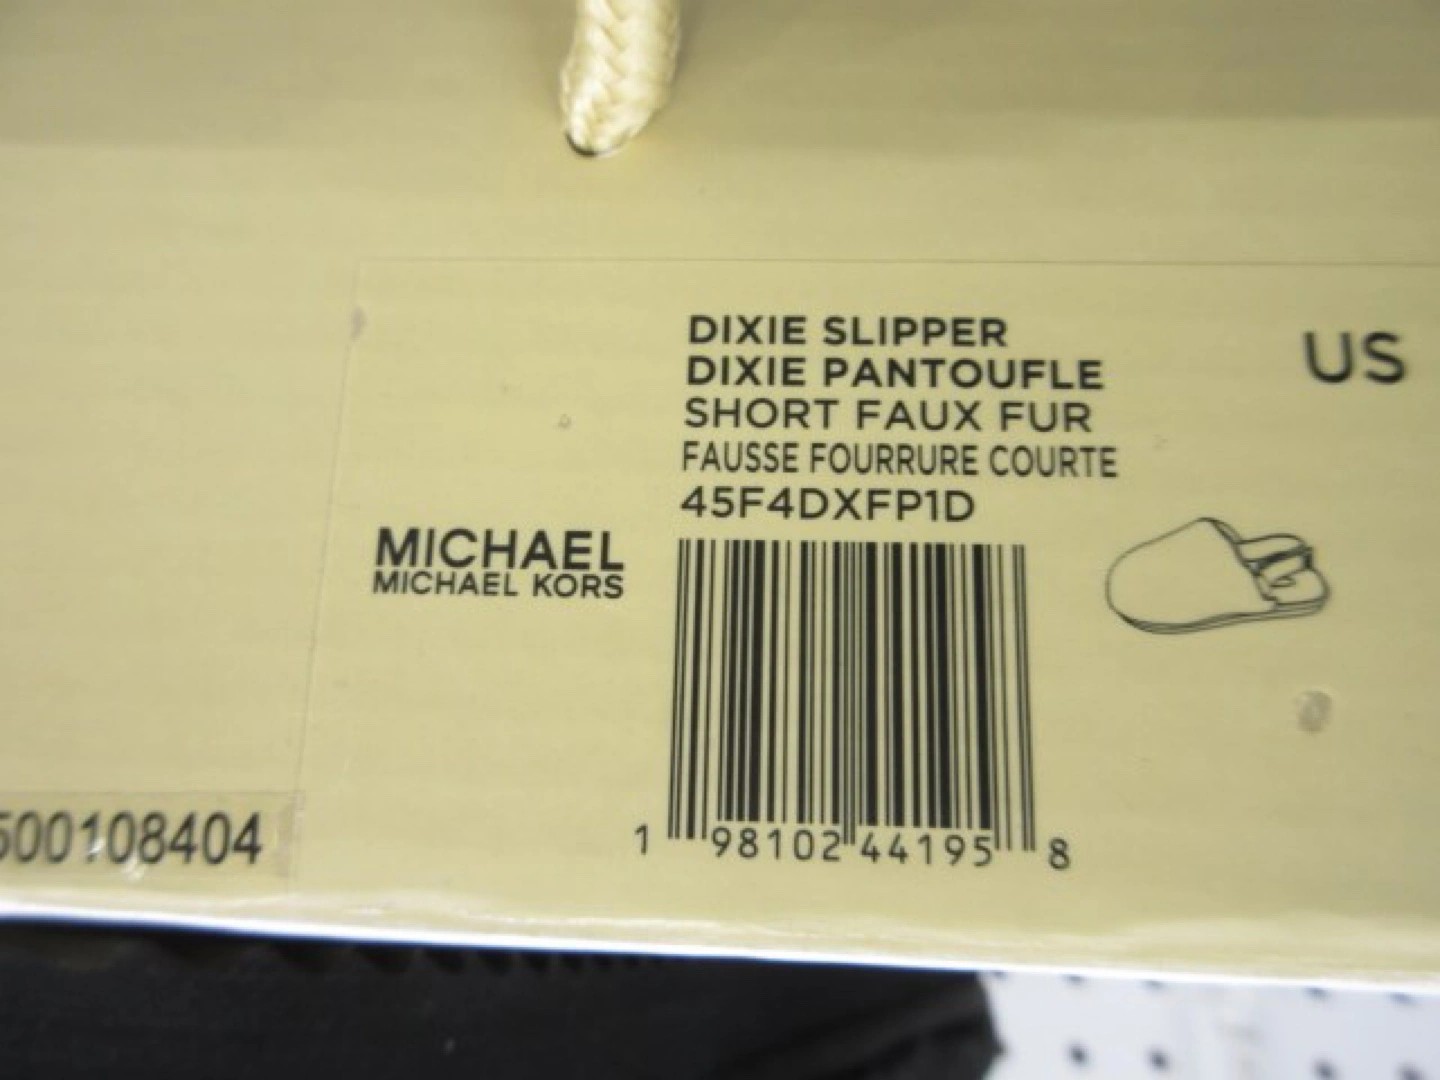 DIXIE SLIPPER
DIXIE PANTOUFLE
SHORT FAUX FUR
FAUSSE FOURRURE COURTE
45F4DXFP1D
US
MICHAEL
MICHAEL KORS
1 98102 44195 8
500108404